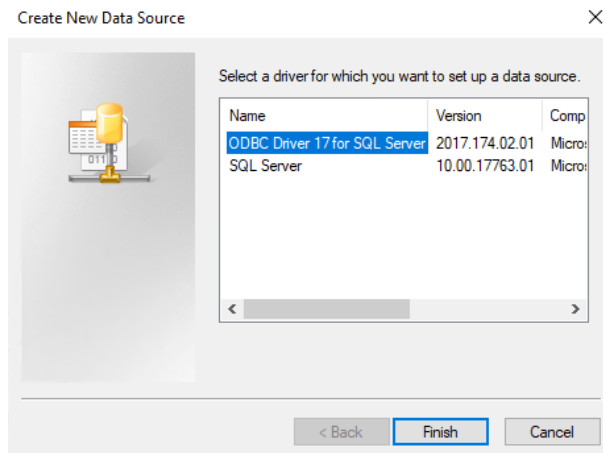 Create New Data Source
Select a driver for which you want to set up a data source.
Name Version Comp
ODBC Driver 17 for SQL Server 2017.174.02.01 Micro
SQL Server 10.00.17763.01 Micro
< Back Finish Cancel